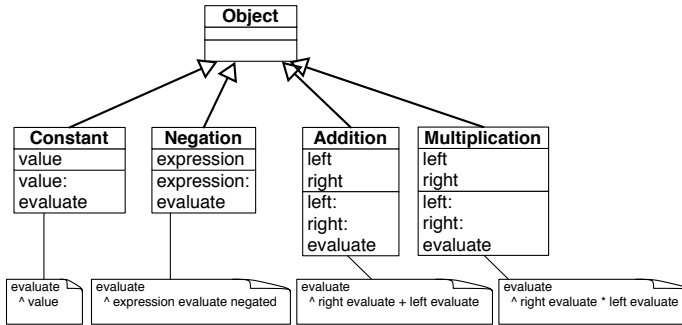 Object
Constant
value
value:
evaluate
Negation
expression
expression:
evaluate
Addition
left
right
left:
right:
evaluate
Multiplication
left
right
left:
right:
evaluate
evaluate
^ value
evaluate
^ expression evaluate negated
evaluate
^ right evaluate + left evaluate
evaluate
^ right evaluate * left evaluate